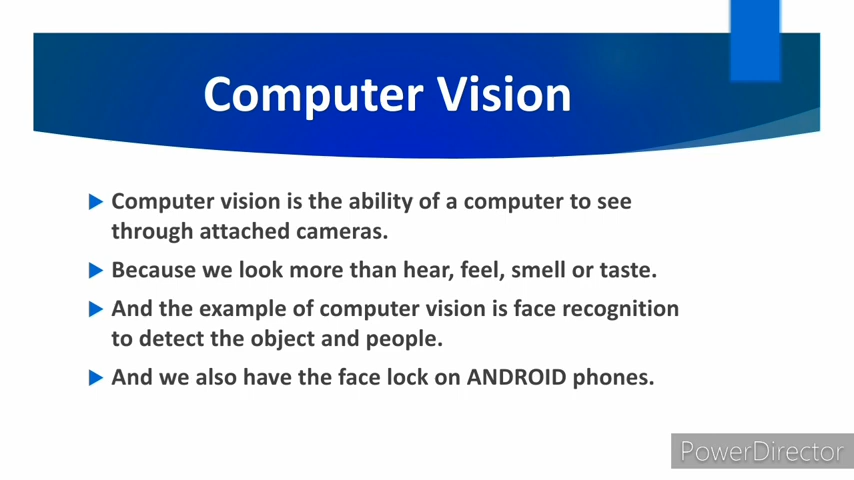 Computer Vision
Computer vision is the ability of a computer to see
through attached cameras.
Because we look more than hear, feel, smell or taste.
And the example of computer vision is face recognition
to detect the object and people.
And we also have the face lock on ANDROID phones.
PowerDirector